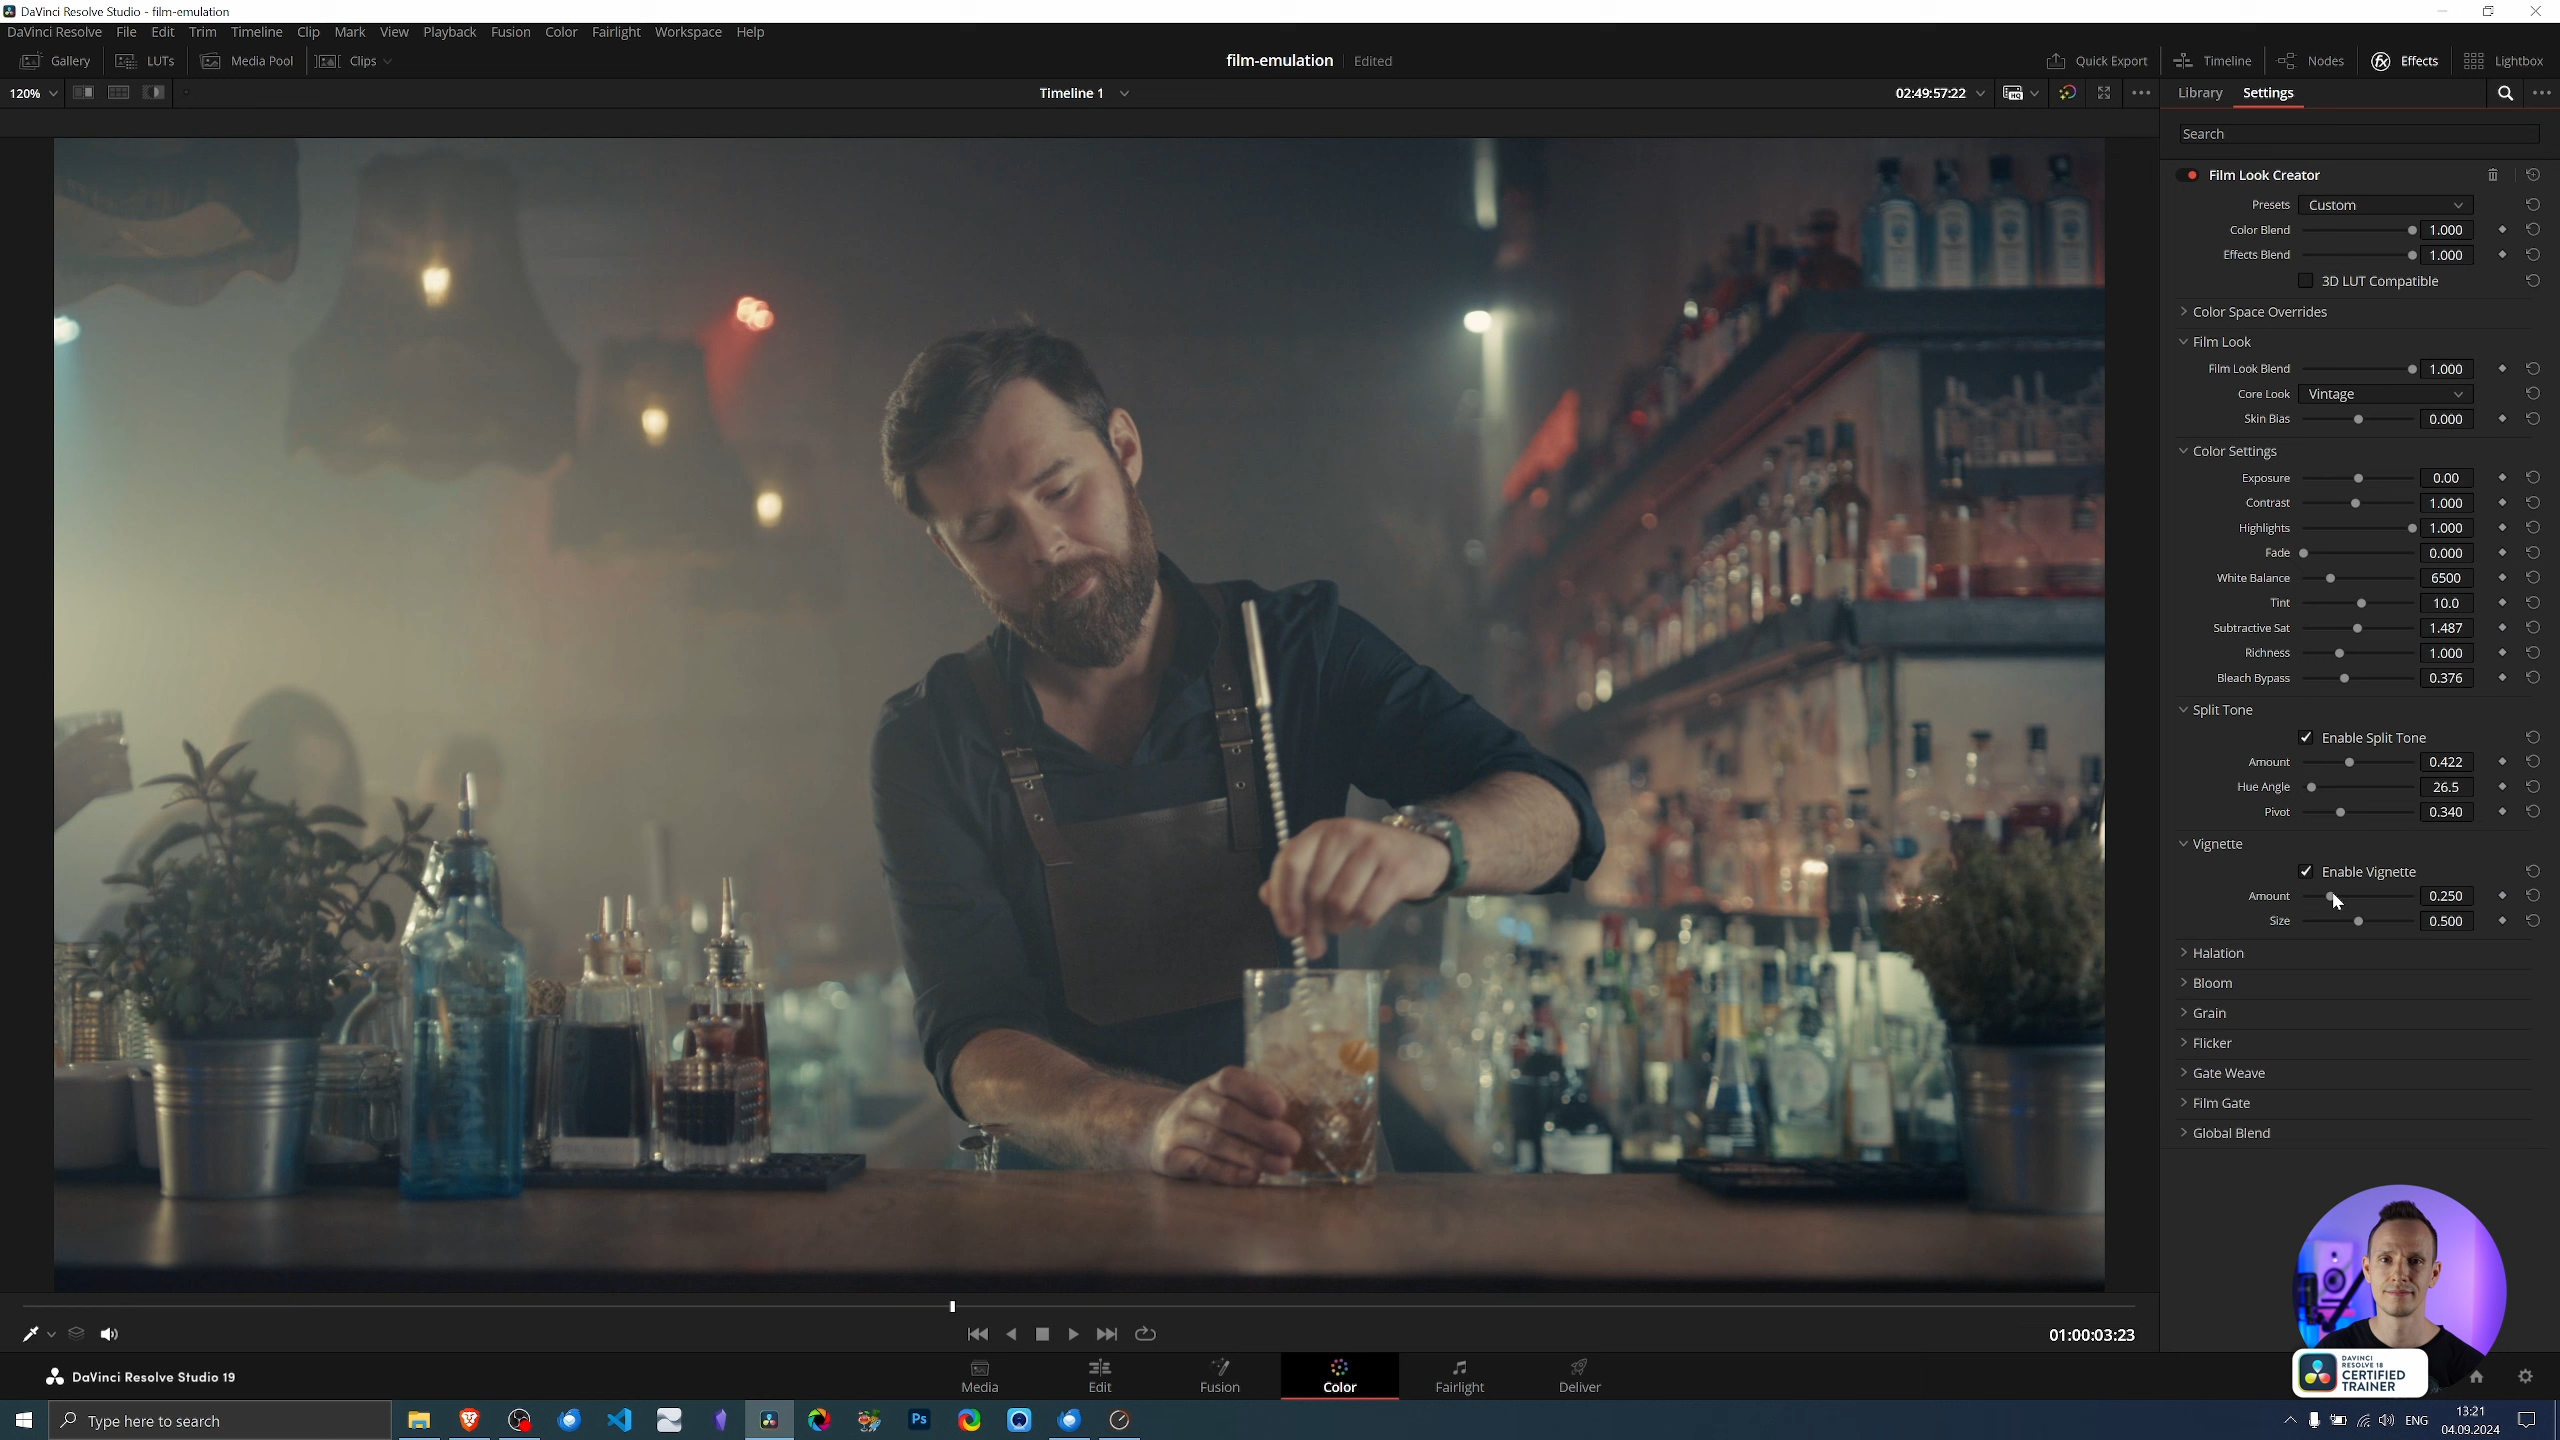 DaVinci Resolve Studio - film-emulation
DaVinci Resolve File Edit Trim Timeline Clip Mark View Playback Fusion Color Fairlight Workspace Help
Gallery LUTs Media Pool Clips film-emulation Edited Quick Export Timeline Nodes Effects Lightbox
120% Timeline 1 02:49:57:22 HQ Library Settings
Search
Film Look Creator
Presets Custom
Color Blend 1.000
Effects Blend 1.000
3D LUT Compatible
Color Space Overrides
Film Look
Film Look Blend 1.000
Core Look Vintage
Skin Bias 0.000
Color Settings
Exposure 0.00
Contrast 1.000
Highlights 1.000
Fade 0.000
White Balance 6500
Tint 10.0
Subtractive Sat 1.487
Richness 1.000
Bleach Bypass 0.376
Split Tone
Enable Split Tone
Amount 0.422
Hue Angle 26.5
Pivot 0.340
Vignette
Enable Vignette
Amount 0.250
Size 0.500
Halation
Bloom
Grain
Flicker
Gate Weave
Film Gate
Global Blend
01:00:03:23
DaVinci Resolve Studio 19
Media Edit Fusion Color Fairlight Deliver
DAVINCI
RESOLVE 18
CERTIFIED
TRAINER
Type here to search
Ps
ENG
13:21
04.09.2024